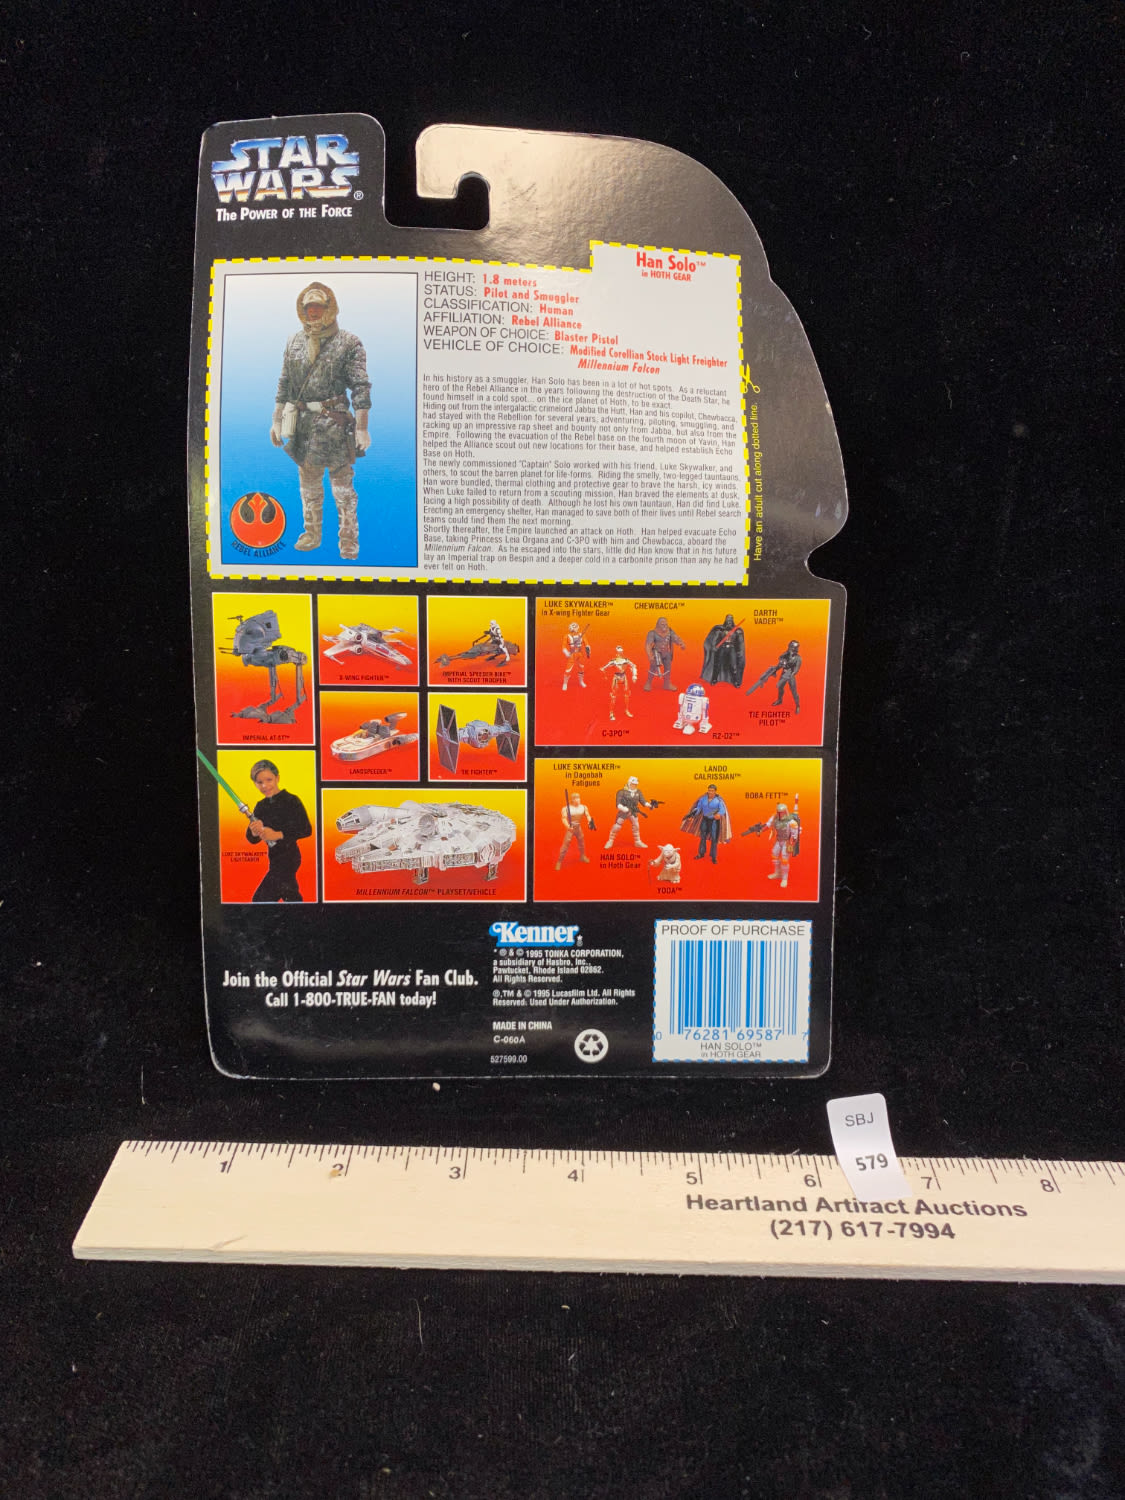 STAR
WARS®
The POWER OF THE FORCE
Han Solo™
in HOTH GEAR
HEIGHT: 1.8 meters
STATUS: Pilot and Smuggler
CLASSIFICATION: Human
AFFILIATION: Rebel Alliance
WEAPON OF CHOICE: Blaster Pistol
VEHICLE OF CHOICE: Modified Corellian Stock Light Freighter
Millennium Falcon
In his history as a smuggler, Han Solo has been in a lot of hot spots. As a reluctant
hero of the Rebel Alliance in the years following the destruction of the Death Star, he
found himself in a cold spot... on the ice planet of Hoth, to be exact.
Hiding out from the intergalactic crimelord Jabba the Hutt, Han and his copilot, Chewbacca,
had stayed with the Rebellion for several years, adventuring, piloting, smuggling, and
racking up an impressive rap sheet and bounty not only from Jabba, but also from the
Empire. Following the evacuation of the Rebel base on the fourth moon of Yavin, Han
helped the Alliance scout out new locations for their base, and helped establish Echo
Base on Hoth.
The newly commissioned "Captain" Solo worked with his friend, Luke Skywalker, and
others, to scout the barren planet for life-forms. Riding the smelly, two-legged tauntauns,
Han wore bundled, thermal clothing and protective gear to brave the harsh, icy winds.
When Luke failed to return from a scouting mission, Han braved the elements at dusk,
facing a high possibility of death. Although he lost his own tauntaun, Han did find Luke.
Erecting an emergency shelter, Han managed to save both of their lives until Rebel search
teams could find them the next morning.
Shortly thereafter, the Empire launched an attack on Hoth. Han helped evacuate Echo
Base, taking Princess Leia Organa and C-3PO with him and Chewbacca, aboard the
Millennium Falcon. As he escaped into the stars, little did Han know that in his future
lay an Imperial trap on Bespin and a deeper cold in a carbonite prison than any he had
ever felt on Hoth.
REBEL ALLIANCE
Have an adult cut along dotted line.
IMPERIAL AT-ST™
X-WING FIGHTER™
IMPERIAL SPEEDER BIKE™
WITH SCOUT TROOPER
LANDSPEEDER™
TIE FIGHTER™
LUKE SKYWALKER™
LIGHTSABER
MILLENNIUM FALCON™ PLAYSET/VEHICLE
LUKE SKYWALKER™
in X-wing Fighter Gear
CHEWBACCA™
DARTH
VADER™
C-3PO™
R2-D2™
TIE FIGHTER
PILOT™
LUKE SKYWALKER™
in Dagobah
Fatigues
LANDO
CALRISSIAN™
BOBA FETT™
HAN SOLO™
in Hoth Gear
YODA™
Join the Official Star Wars Fan Club.
Call 1-800-TRUE-FAN today!
Kenner®
* ® & © 1995 TONKA CORPORATION,
a subsidiary of Hasbro, Inc.,
Pawtucket, Rhode Island 02862.
All Rights Reserved.
®,TM & © 1995 Lucasfilm Ltd. All Rights
Reserved. Used Under Authorization.
MADE IN CHINA
C-060A
527599.00
PROOF OF PURCHASE
0 76281 69587 7
HAN SOLO™
in HOTH GEAR
SBJ
579
1 2 3 4 5 6 7 8
Heartland Artifact Auctions
(217) 617-7994